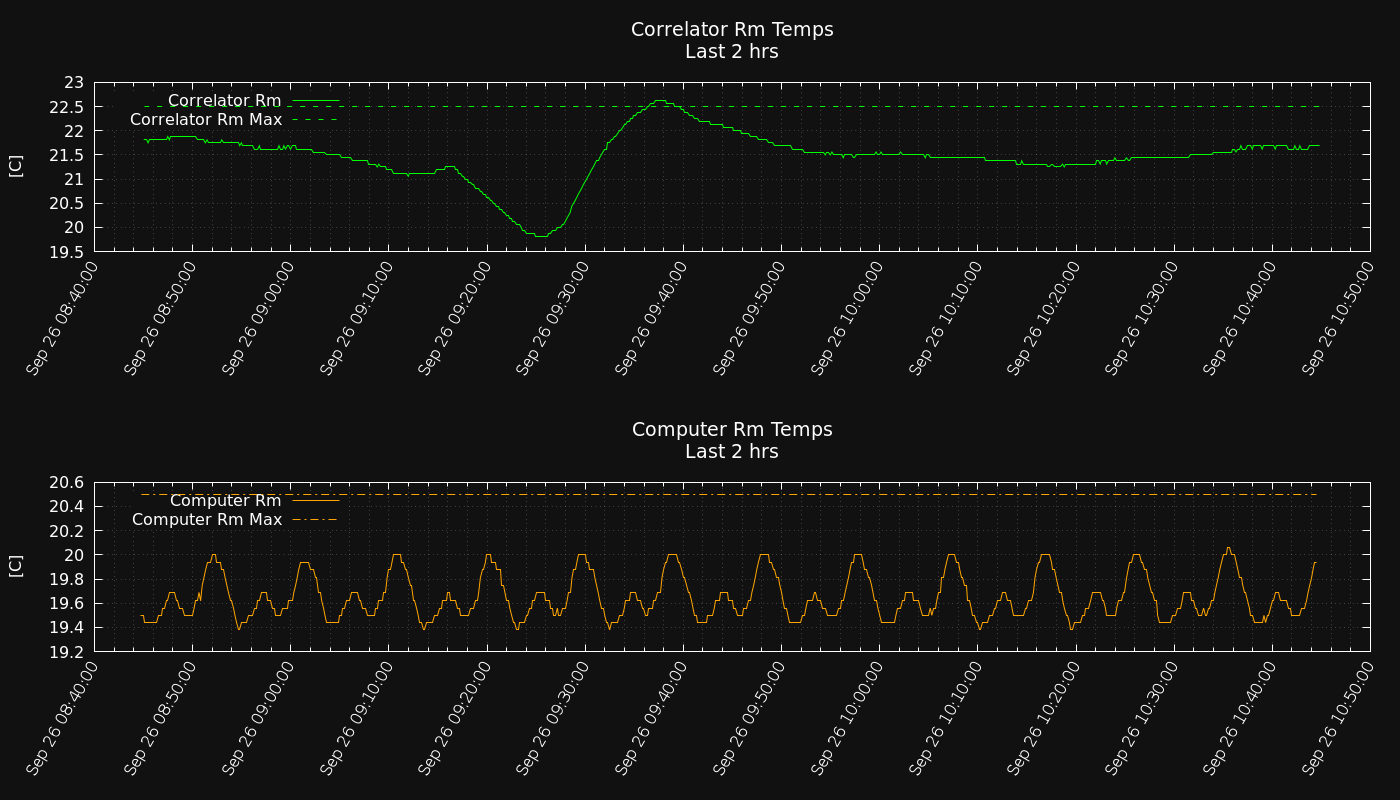 Correlator Rm Temps
Last 2 hrs
[C]
23
22.5
22
21.5
21
20.5
20
19.5
Correlator Rm
Correlator Rm Max
Sep 26 08:40:00
Sep 26 08:50:00
Sep 26 09:00:00
Sep 26 09:10:00
Sep 26 09:20:00
Sep 26 09:30:00
Sep 26 09:40:00
Sep 26 09:50:00
Sep 26 10:00:00
Sep 26 10:10:00
Sep 26 10:20:00
Sep 26 10:30:00
Sep 26 10:40:00
Sep 26 10:50:00
Computer Rm Temps
Last 2 hrs
[C]
20.6
20.4
20.2
20
19.8
19.6
19.4
19.2
Computer Rm
Computer Rm Max
Sep 26 08:40:00
Sep 26 08:50:00
Sep 26 09:00:00
Sep 26 09:10:00
Sep 26 09:20:00
Sep 26 09:30:00
Sep 26 09:40:00
Sep 26 09:50:00
Sep 26 10:00:00
Sep 26 10:10:00
Sep 26 10:20:00
Sep 26 10:30:00
Sep 26 10:40:00
Sep 26 10:50:00